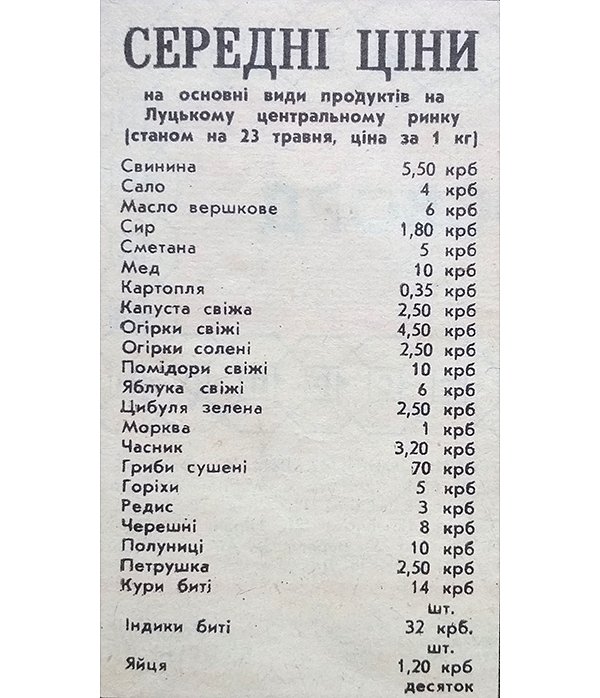 СЕРЕДНІ ЦІНИ
на основні види продуктів на
Луцькому центральному ринку
(станом на 23 травня, ціна за 1 кг)
Свинина 5,50 крб
Сало 4 крб
Масло вершкове 6 крб
Сир 1,80 крб
Сметана 5 крб
Мед 10 крб
Картопля 0,35 крб
Капуста свіжа 2,50 крб
Огірки свіжі 4,50 крб
Огірки солені 2,50 крб
Помідори свіжі 10 крб
Яблука свіжі 6 крб
Цибуля зелена 2,50 крб
Морква 1 крб
Часник 3,20 крб
Гриби сушені 70 крб
Горіхи 5 крб
Редис 3 крб
Черешні 8 крб
Полуниці 10 крб
Петрушка 2,50 крб
Кури биті 14 крб
шт.
Індики биті 32 крб.
шт.
Яйця 1,20 крб
десяток